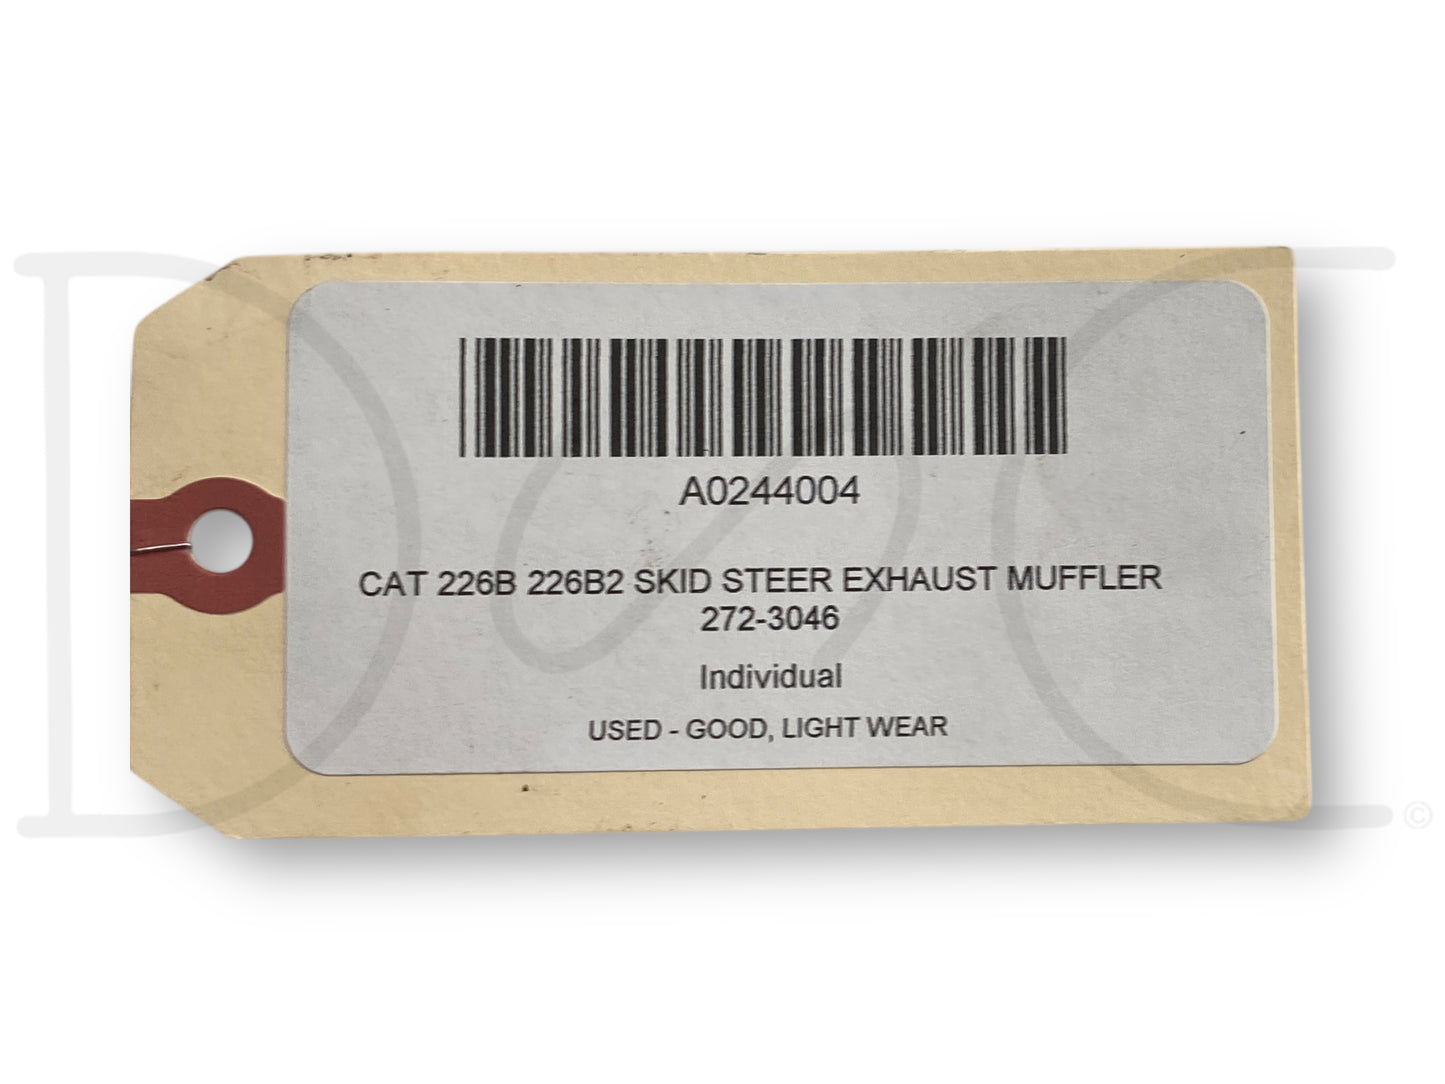 A0244004
CAT 226B 226B2 SKID STEER EXHAUST MUFFLER
272-3046
Individual
USED - GOOD, LIGHT WEAR
©